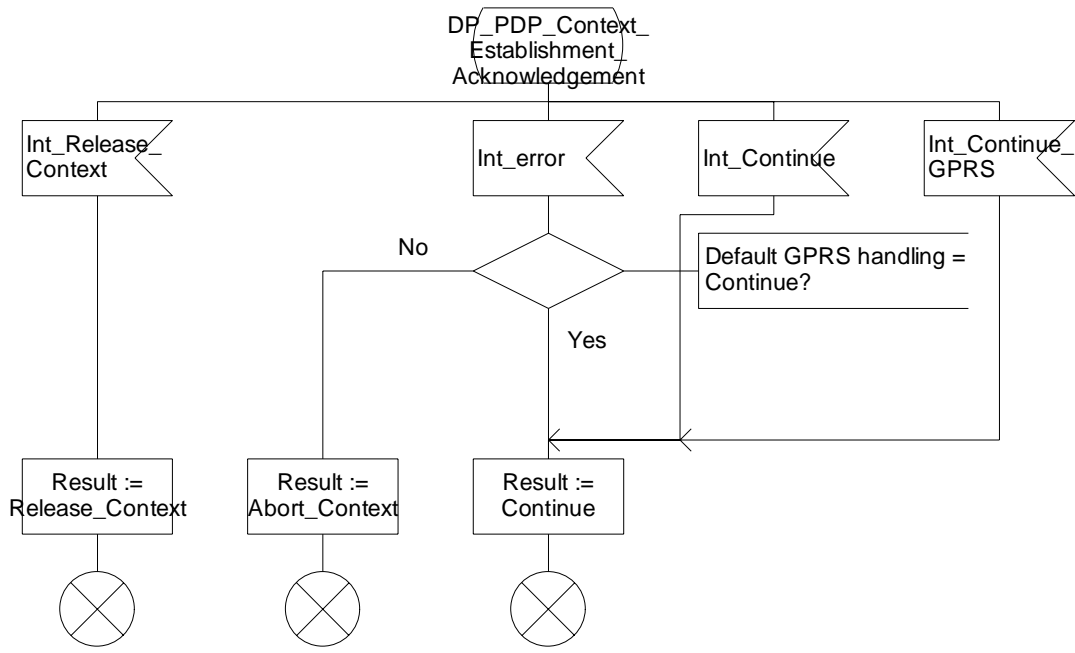 DP_PDP_Context_
Establishment_
Acknowledgement
Int_Release_
Context
Int_error
Int_Continue
Int_Continue_
GPRS
No
Default GPRS handling =
Continue?
Yes
Result :=
Release_Context
Result :=
Abort_Context
Result :=
Continue